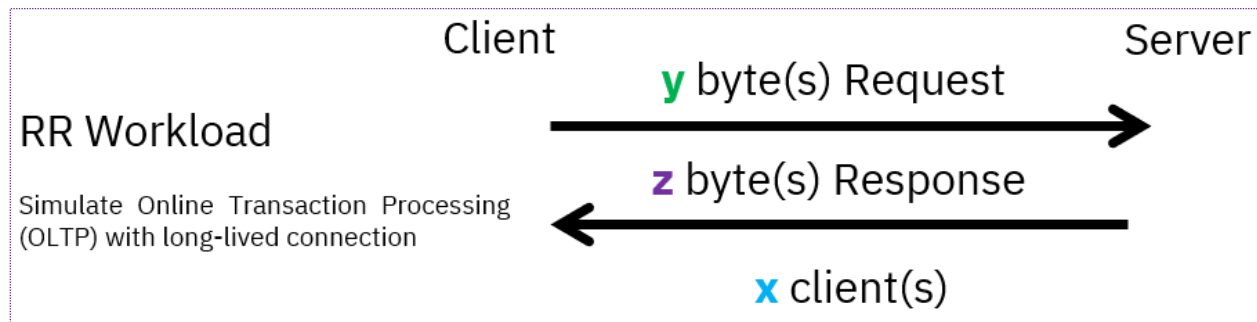 Client
Server
y byte(s) Request
RR Workload
z byte(s) Response
Simulate Online Transaction Processing
(OLTP) with long-lived connection
x client(s)